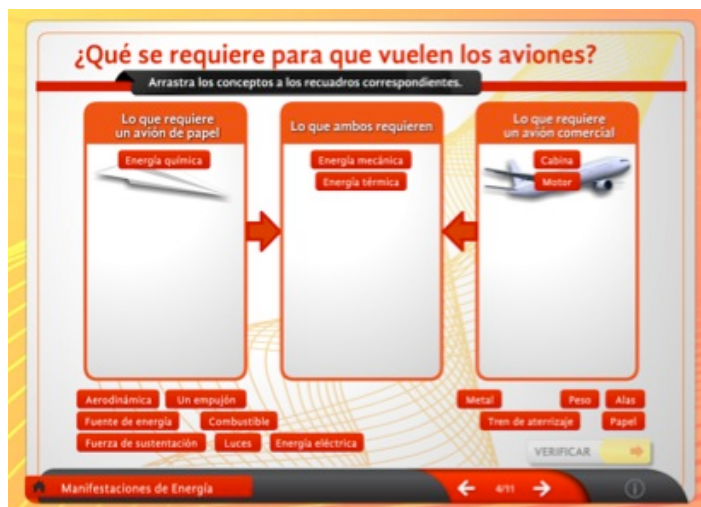 ¿Qué se requiere para que vuelen los aviones?
Arrastra los conceptos a los recuadros correspondientes.
Lo que requiere
un avión de papel
Energía química
Lo que ambos requieren
Energía mecánica
Energía térmica
Lo que requiere
un avión comercial
Cabina
Motor
Aerodinámica Un empujón
Fuente de energía Combustible
Fuerza de sustentación Luces Energía eléctrica
Metal Peso Alas
Tren de aterrizaje Papel
VERIFICAR
Manifestaciones de Energía
4/11